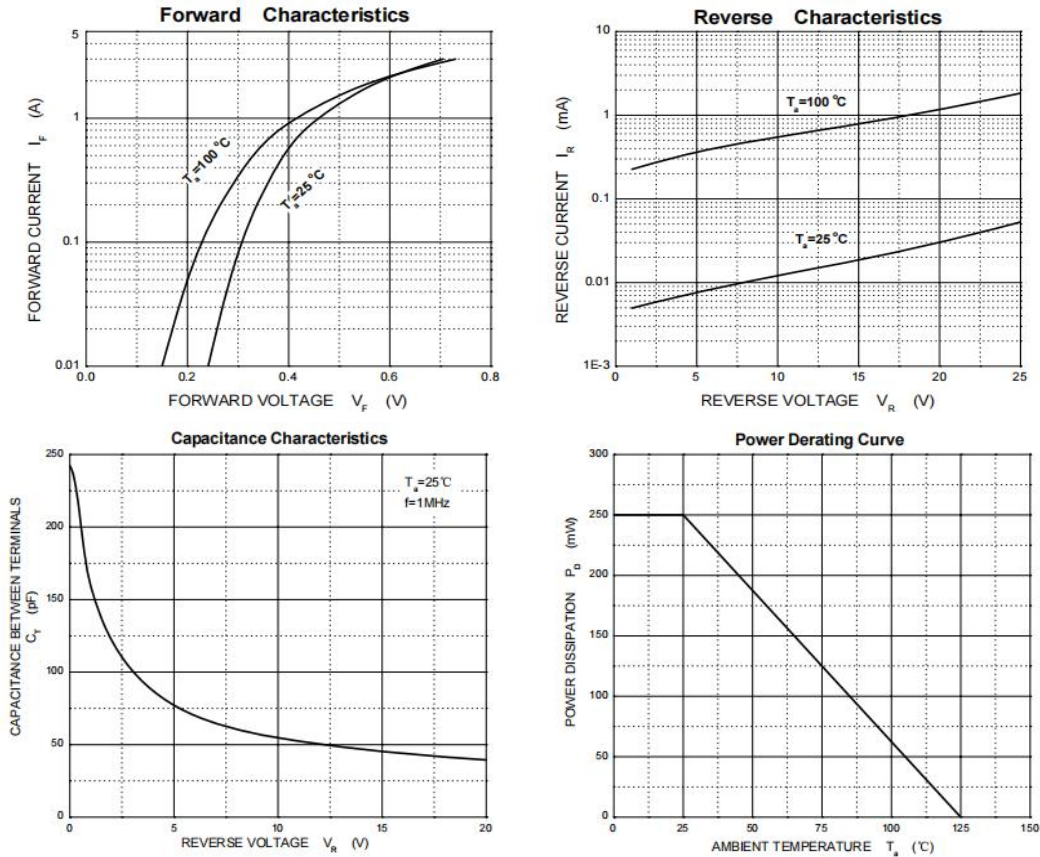 Forward Characteristics
5
1
0.1
0.01
FORWARD CURRENT I_F (A)
T_a=100 °C
T_a=25 °C
0.0 0.2 0.4 0.6 0.8
FORWARD VOLTAGE V_F (V)
Reverse Characteristics
10
1
0.1
0.01
1E-3
REVERSE CURRENT I_R (mA)
T_a=100 °C
T_a=25 °C
0 5 10 15 20 25
REVERSE VOLTAGE V_R (V)
Capacitance Characteristics
250
200
150
100
50
0
CAPACITANCE BETWEEN TERMINALS
C_T (pF)
T_a=25℃
f=1MHz
0 5 10 15 20
REVERSE VOLTAGE V_R (V)
Power Derating Curve
300
250
200
150
100
50
0
POWER DISSIPATION P_D (mW)
0 25 50 75 100 125 150
AMBIENT TEMPERATURE T_a (℃)